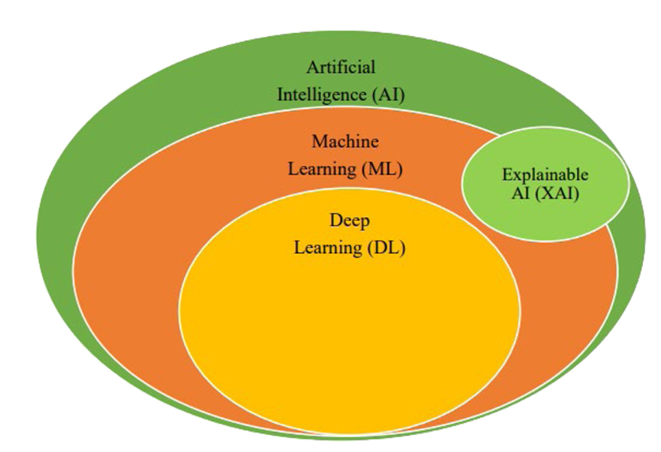 Artificial
Intelligence (AI)
Machine
Learning (ML)
Explainable
AI (XAI)
Deep
Learning (DL)